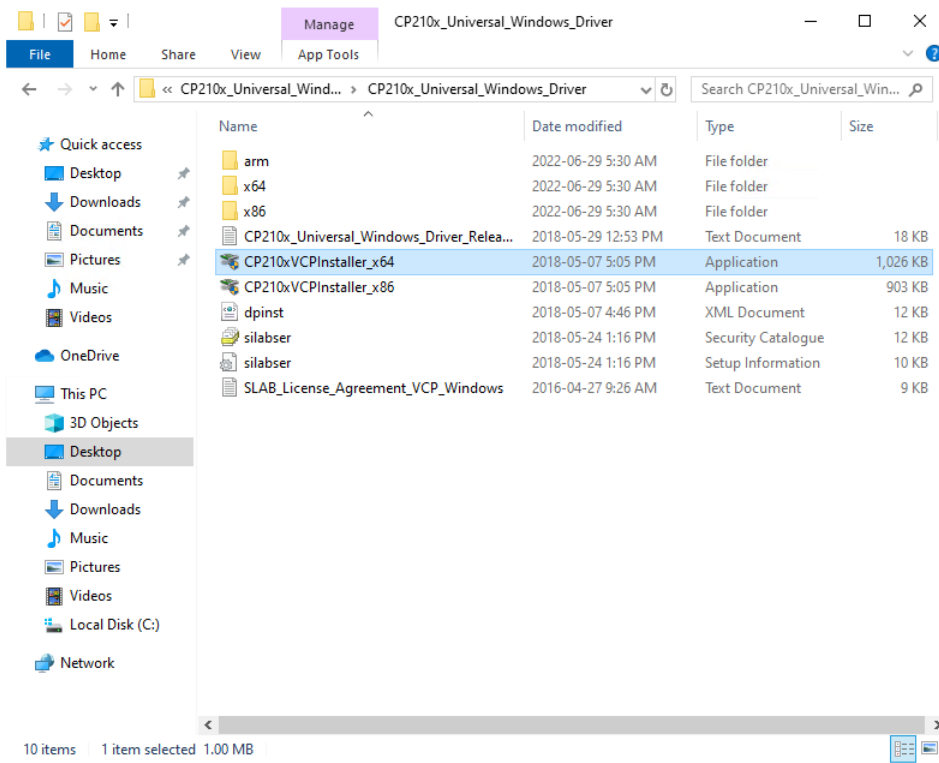 Manage
CP210x_Universal_Windows_Driver
File
Home
Share
View
App Tools
« CP210x_Universal_Wind... › CP210x_Universal_Windows_Driver
Search CP210x_Universal_Win...
Name
Date modified
Type
Size
Quick access
Desktop
Downloads
Documents
Pictures
Music
Videos
OneDrive
This PC
3D Objects
Desktop
Documents
Downloads
Music
Pictures
Videos
Local Disk (C:)
Network
arm 2022-06-29 5:30 AM File folder
x64 2022-06-29 5:30 AM File folder
x86 2022-06-29 5:30 AM File folder
CP210x_Universal_Windows_Driver_Relea... 2018-05-29 12:53 PM Text Document 18 KB
CP210xVCPInstaller_x64 2018-05-07 5:05 PM Application 1,026 KB
CP210xVCPInstaller_x86 2018-05-07 5:05 PM Application 903 KB
dpinst 2018-05-07 4:46 PM XML Document 12 KB
silabser 2018-05-24 1:16 PM Security Catalogue 12 KB
silabser 2018-05-24 1:16 PM Setup Information 10 KB
SLAB_License_Agreement_VCP_Windows 2016-04-27 9:26 AM Text Document 9 KB
10 items 1 item selected 1.00 MB